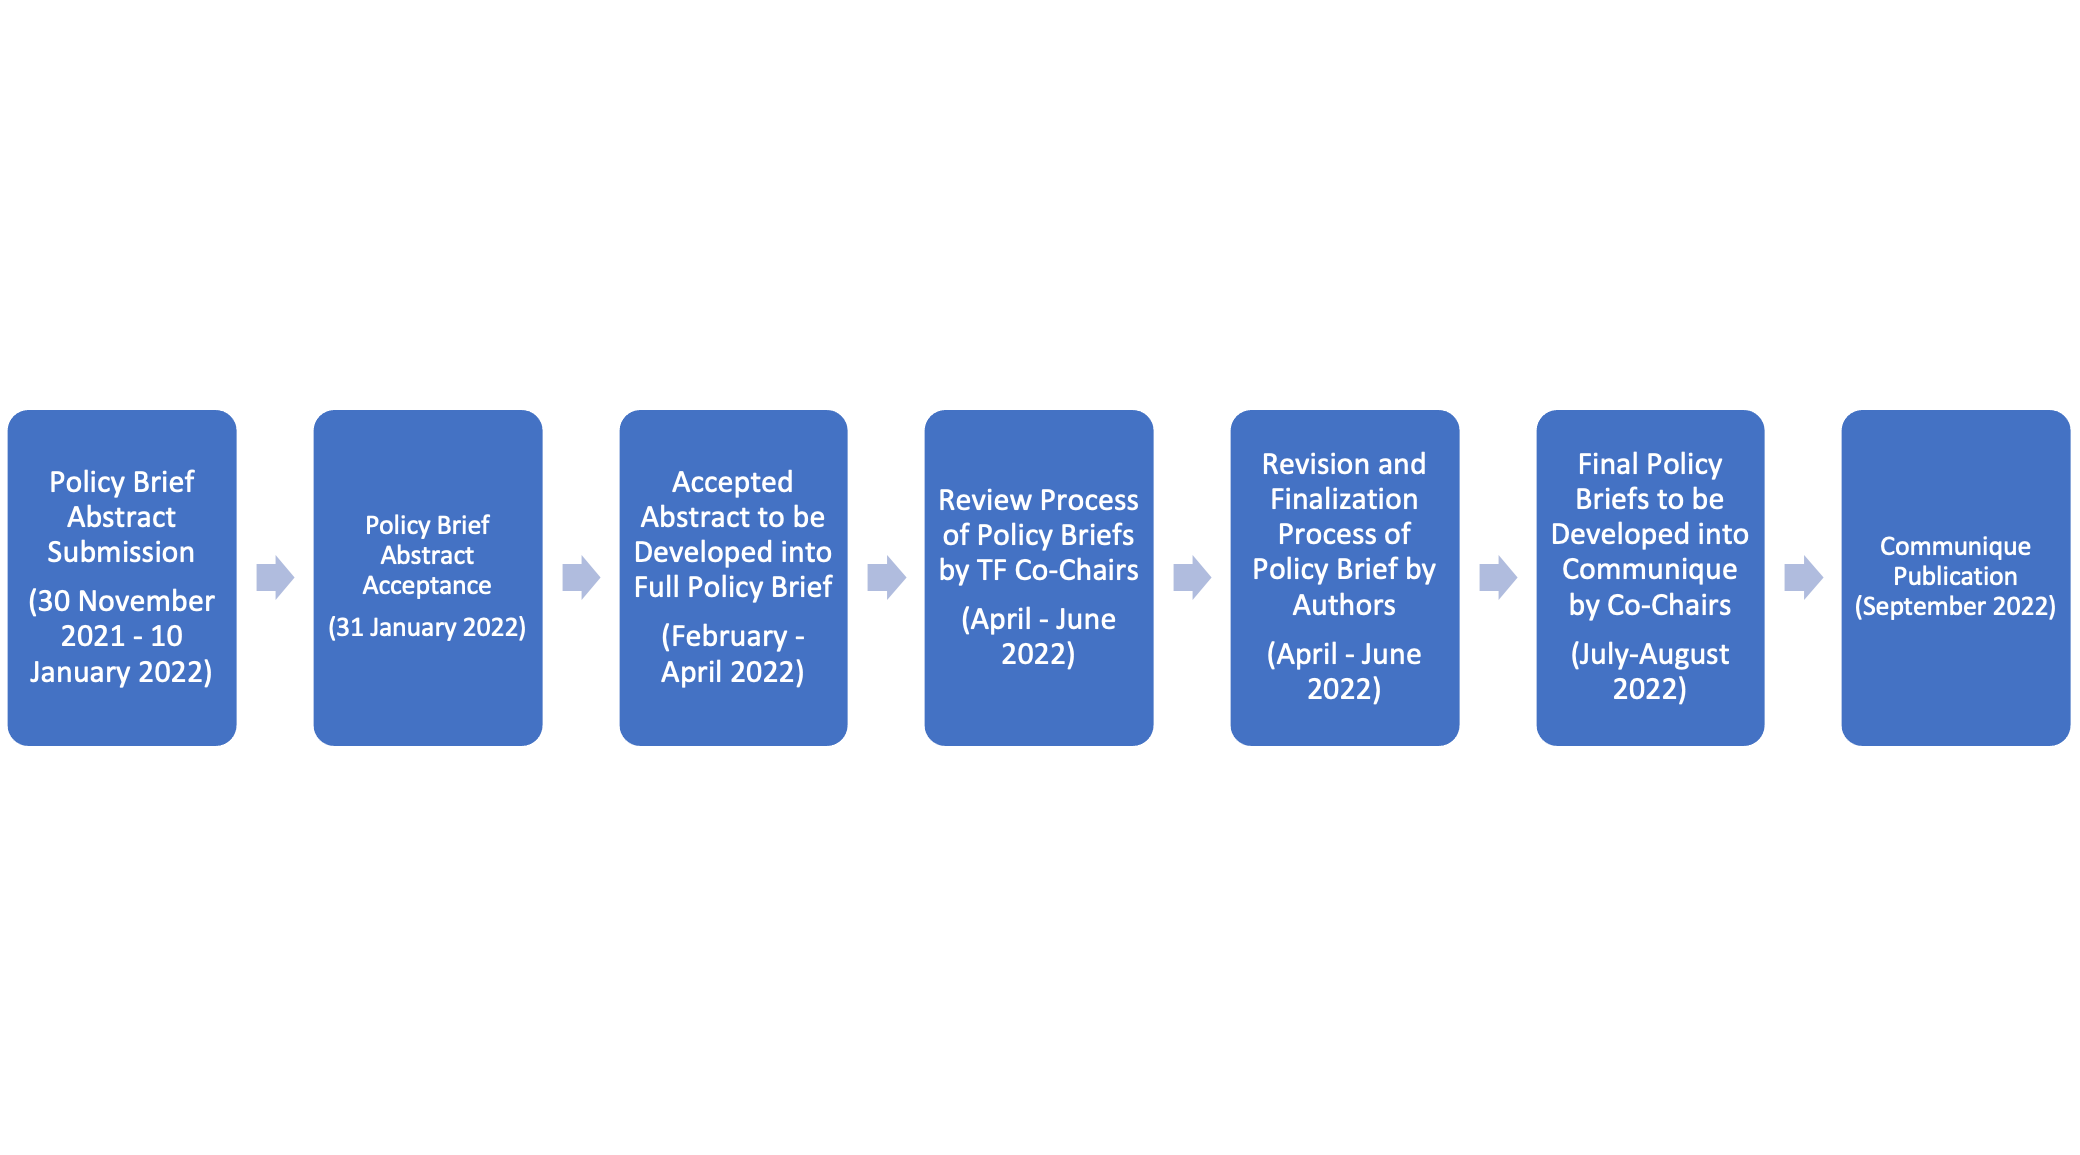 Policy Brief
Abstract
Submission
(30 November
2021 - 10
January 2022)
Policy Brief
Abstract
Acceptance
(31 January 2022)
Accepted
Abstract to be
Developed into
Full Policy Brief
(February -
April 2022)
Review Process
of Policy Briefs
by TF Co-Chairs
(April - June
2022)
Revision and
Finalization
Process of
Policy Brief by
Authors
(April - June
2022)
Final Policy
Briefs to be
Developed into
Communique
by Co-Chairs
(July-August
2022)
Communique
Publication
(September 2022)